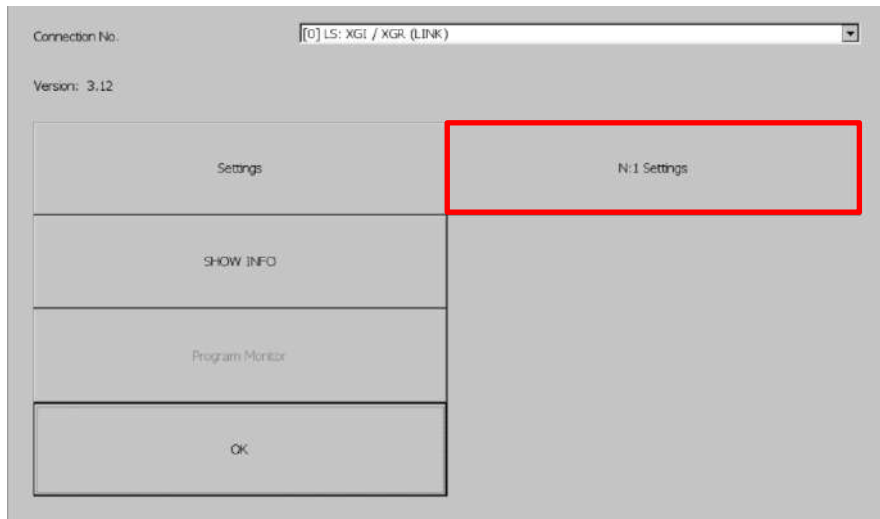 Connection No.
[0] LS: XGI / XGR (LINK)
Version: 3.12
Settings
N:1 Settings
SHOW INFO
Program Monitor
OK